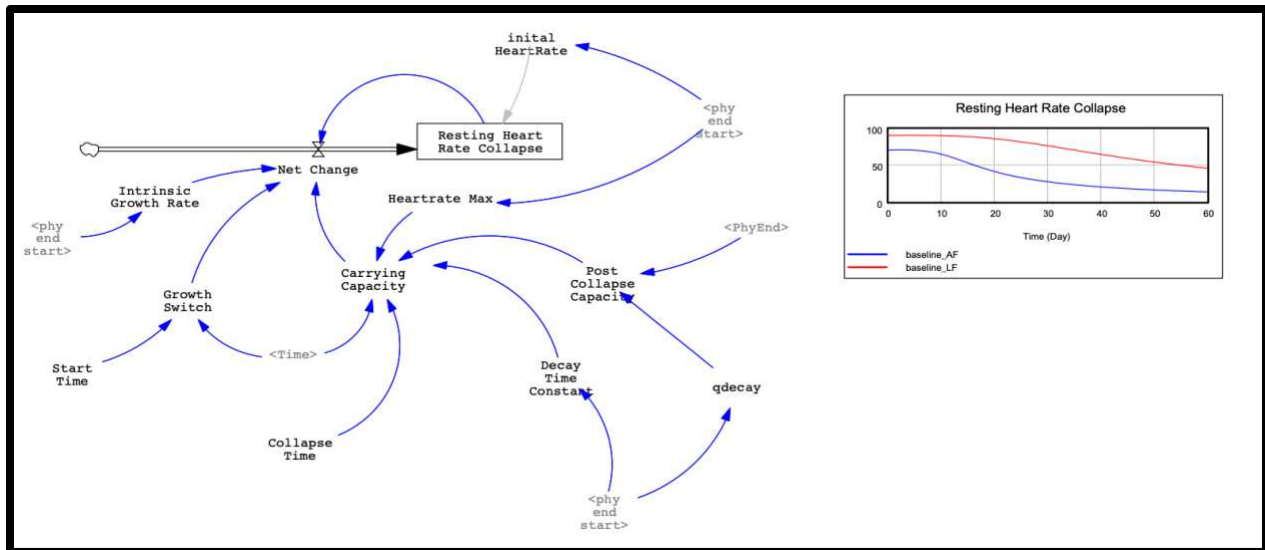 inital
HeartRate
<phy
end
start>
Resting Heart
Rate Collapse
Net Change
Intrinsic
Growth Rate
Heartrate Max
<phy
end
start>
<PhyEnd>
Carrying
Capacity
Post
Collapse
Capacity
Growth
Switch
<Time>
Start
Time
Decay
Time
Constant
qdecay
Collapse
Time
<phy
end
start>
Resting Heart Rate Collapse
100
50
0
0 10 20 30 40 50 60
Time (Day)
baseline_AF
baseline_LF